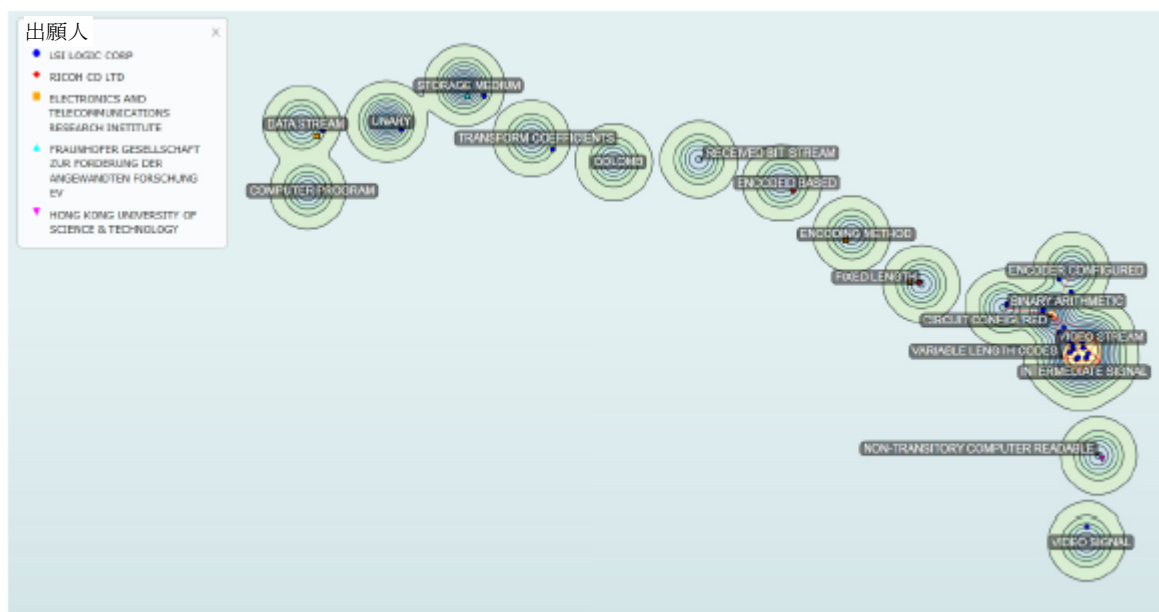 出願人
×
LSI LOGIC CORP
RICOH CO LTD
ELECTRONICS AND
TELECOMMUNICATIONS
RESEARCH INSTITUTE
FRAUNHOFER GESELLSCHAFT
ZUR FORDERUNG DER
ANGEWANDTEN FORSCHUNG
EV
HONG KONG UNIVERSITY OF
SCIENCE & TECHNOLOGY
STORAGE MEDIUM
DATA STREAM
UNARY
TRANSFORM COEFFICIENTS
GOLOMB
RECEIVED BIT STREAM
COMPUTER PROGRAM
ENCODED BASED
ENCODING METHOD
FIXED LENGTH
ENCODER CONFIGURED
BINARY ARITHMETIC
CIRCUIT CONFIGURED
VIDEO STREAM
VARIABLE LENGTH CODES
INTERMEDIATE SIGNAL
NON-TRANSITORY COMPUTER READABLE
VIDEO SIGNAL